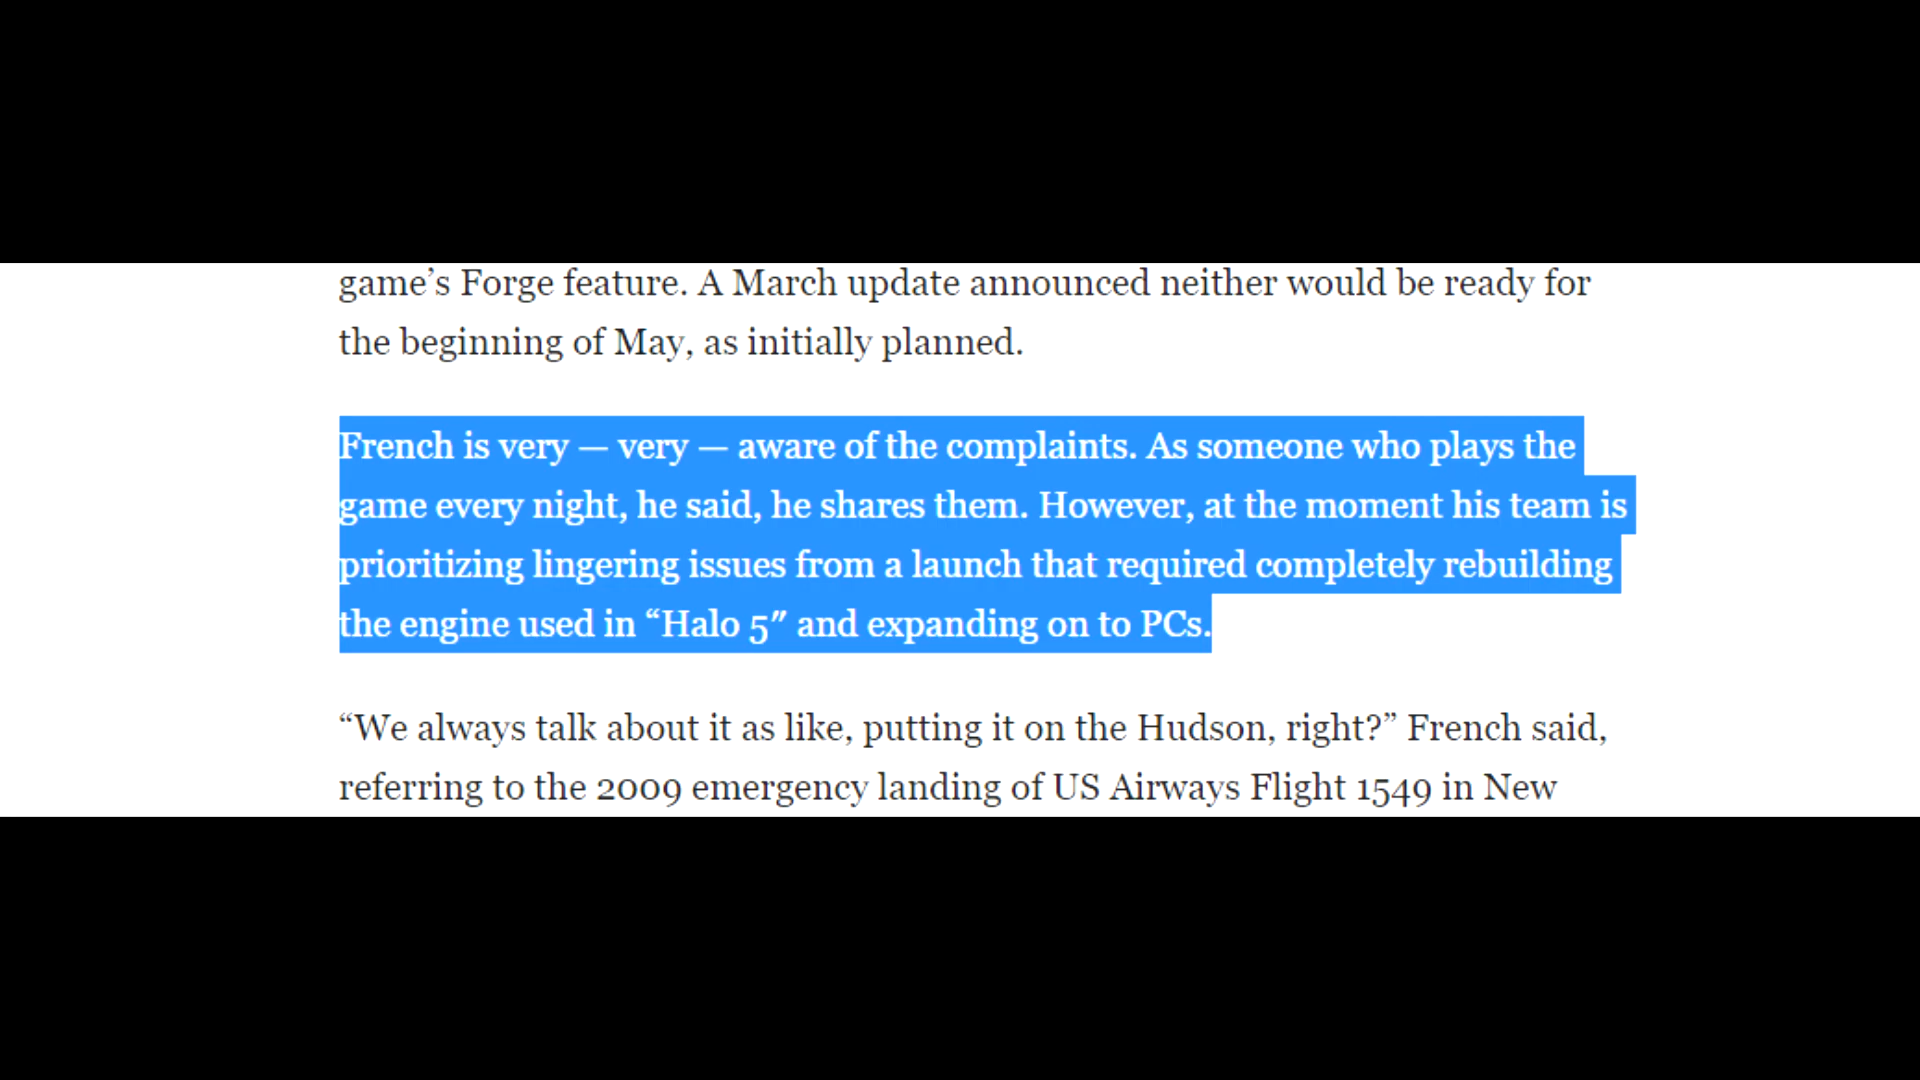 game’s Forge feature. A March update announced neither would be ready for
the beginning of May, as initially planned.
French is very — very — aware of the complaints. As someone who plays the
game every night, he said, he shares them. However, at the moment his team is
prioritizing lingering issues from a launch that required completely rebuilding
the engine used in “Halo 5″ and expanding on to PCs.
“We always talk about it as like, putting it on the Hudson, right?” French said,
referring to the 2009 emergency landing of US Airways Flight 1549 in New